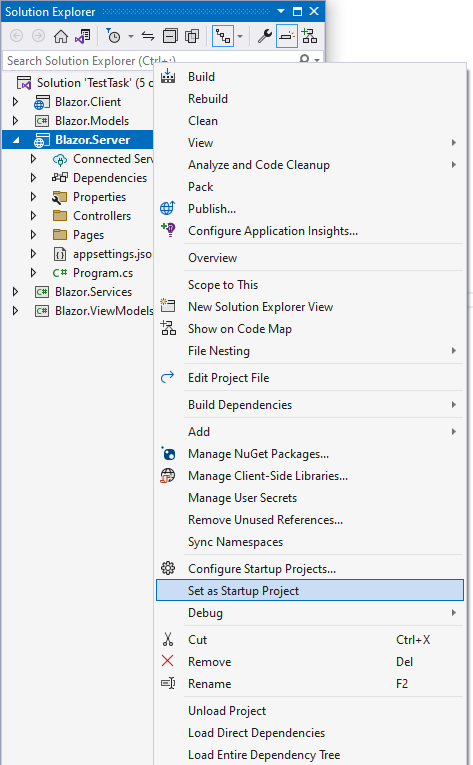 Solution Explorer
Search Solution Explorer (Ctrl+;)
Solution 'TestTask' (5 
Blazor.Client
C# Blazor.Models
Blazor.Server
Connected Ser
Dependencies
Properties
Controllers
Pages
appsettings.jso
C# Program.cs
C# Blazor.Services
C# Blazor.ViewModels
Build
Rebuild
Clean
View
Analyze and Code Cleanup
Pack
Publish...
Configure Application Insights...
Overview
Scope to This
New Solution Explorer View
Show on Code Map
File Nesting
Edit Project File
Build Dependencies
Add
Manage NuGet Packages...
Manage Client-Side Libraries...
Manage User Secrets
Remove Unused References...
Sync Namespaces
Configure Startup Projects...
Set as Startup Project
Debug
Cut Ctrl+X
Remove Del
Rename F2
Unload Project
Load Direct Dependencies
Load Entire Dependency Tree